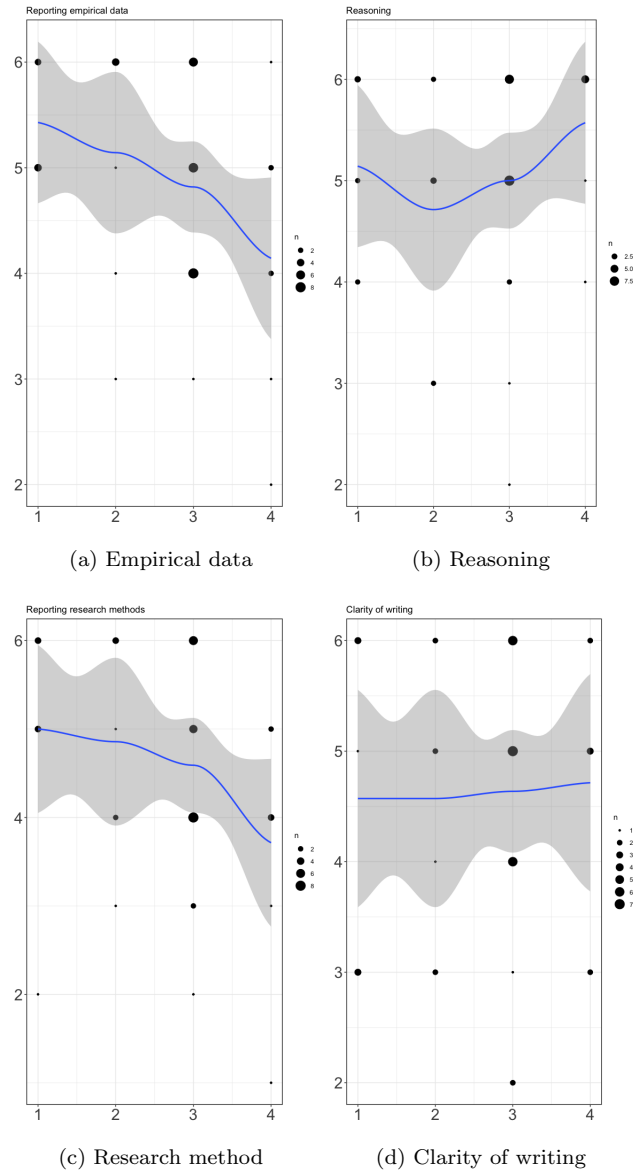 Reporting empirical data
6
5
4
3
2
1 2 3 4
n
2
4
6
8
(a) Empirical data
Reasoning
6
5
4
3
2
1 2 3 4
n
2.5
5.0
7.5
(b) Reasoning
Reporting research methods
6
5
4
3
2
1 2 3 4
n
2
4
6
8
(c) Research method
Clarity of writing
6
5
4
3
2
1 2 3 4
n
1
2
3
4
5
6
7
(d) Clarity of writing